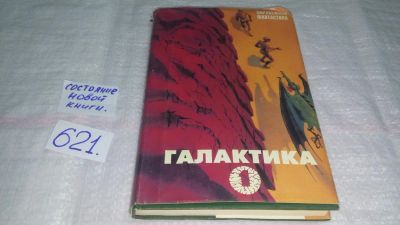 состояние
новой
книги.
621.
ЗАРУБЕЖНАЯ
ФАНТАСТИКА
ГАЛАКТИКА